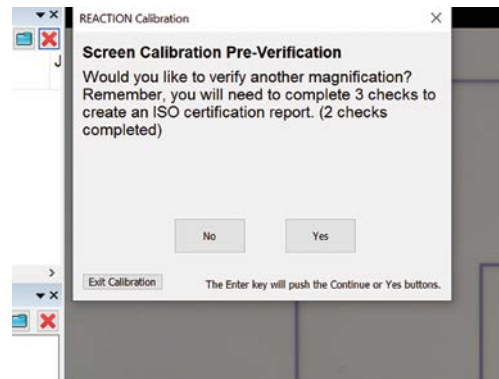 REACTION Calibration
Screen Calibration Pre-Verification
Would you like to verify another magnification?
Remember, you will need to complete 3 checks to
create an ISO certification report. (2 checks
completed)
No
Yes
Exit Calibration
The Enter key will push the Continue or Yes buttons.
J